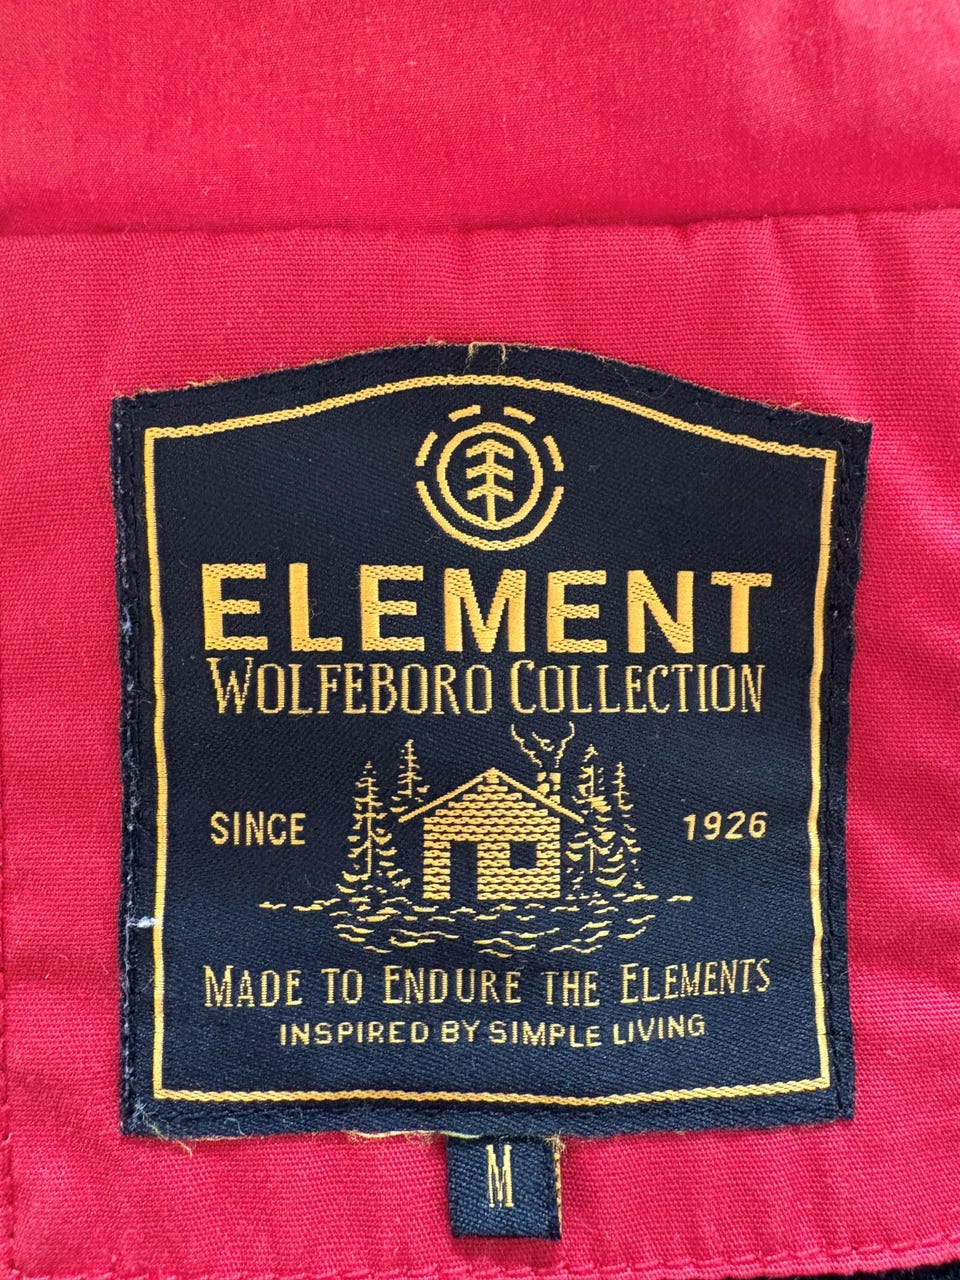 ELEMENT
WOLFEBORO COLLECTION
SINCE 1926
MADE TO ENDURE THE ELEMENTS
INSPIRED BY SIMPLE LIVING
M